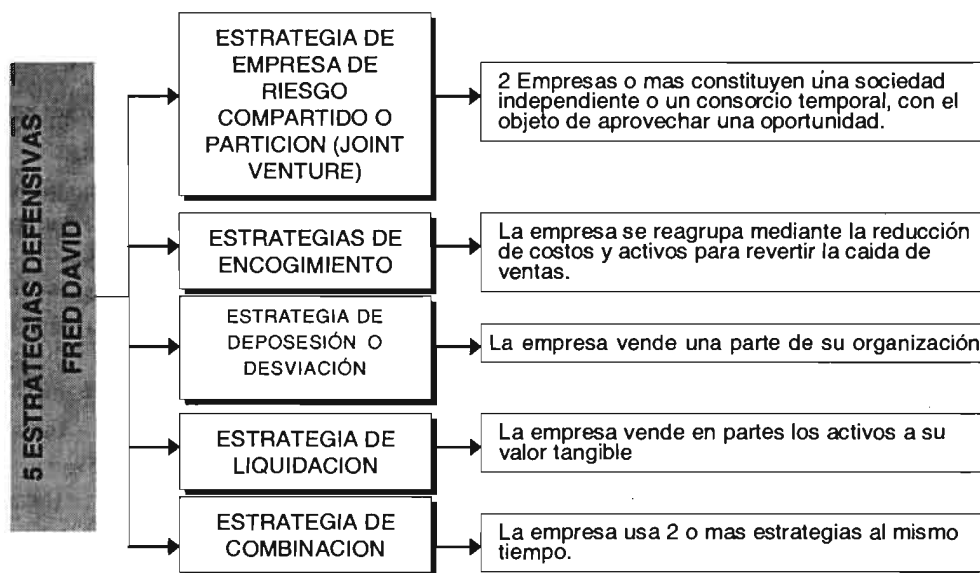 5 ESTRATEGIAS DEFENSIVAS
FRED DAVID
ESTRATEGIA DE
EMPRESA DE
RIESGO
COMPARTIDO O
PARTICION (JOINT
VENTURE)
2 Empresas o mas constituyen una sociedad
independiente o un consorcio temporal, con el
objeto de aprovechar una oportunidad.
ESTRATEGIAS DE
ENCOGIMIENTO
La empresa se reagrupa mediante la reducción
de costos y activos para revertir la caida de
ventas.
ESTRATEGIA DE
DEPOSESIÓN O
DESVIACIÓN
La empresa vende una parte de su organización
ESTRATEGIA DE
LIQUIDACION
La empresa vende en partes los activos a su
valor tangible
ESTRATEGIA DE
COMBINACION
La empresa usa 2 o mas estrategias al mismo
tiempo.